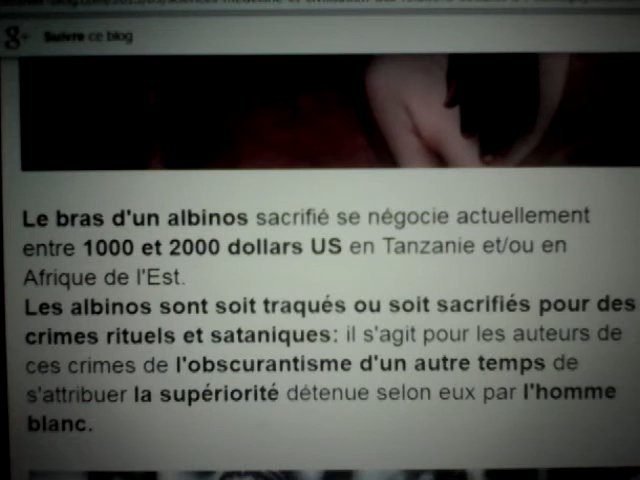 g+ Suivre ce blog
Le bras d'un albinos sacrifié se négocie actuellement
entre 1000 et 2000 dollars US en Tanzanie et/ou en
Afrique de l'Est.
Les albinos sont soit traqués ou soit sacrifiés pour des
crimes rituels et sataniques: il s'agit pour les auteurs de
ces crimes de l'obscurantisme d'un autre temps de
s'attribuer la supériorité détenue selon eux par l'homme
blanc.